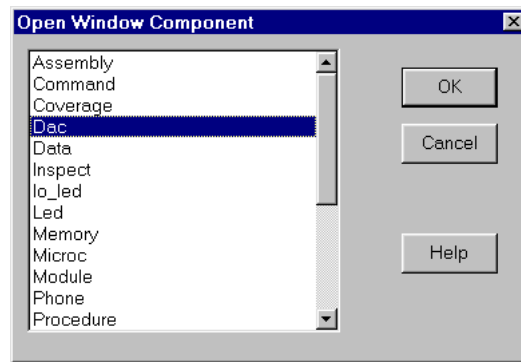 Open Window Component
Assembly
Command
Coverage
Dac
Data
Inspect
Io_led
Led
Memory
Microc
Module
Phone
Procedure
OK
Cancel
Help